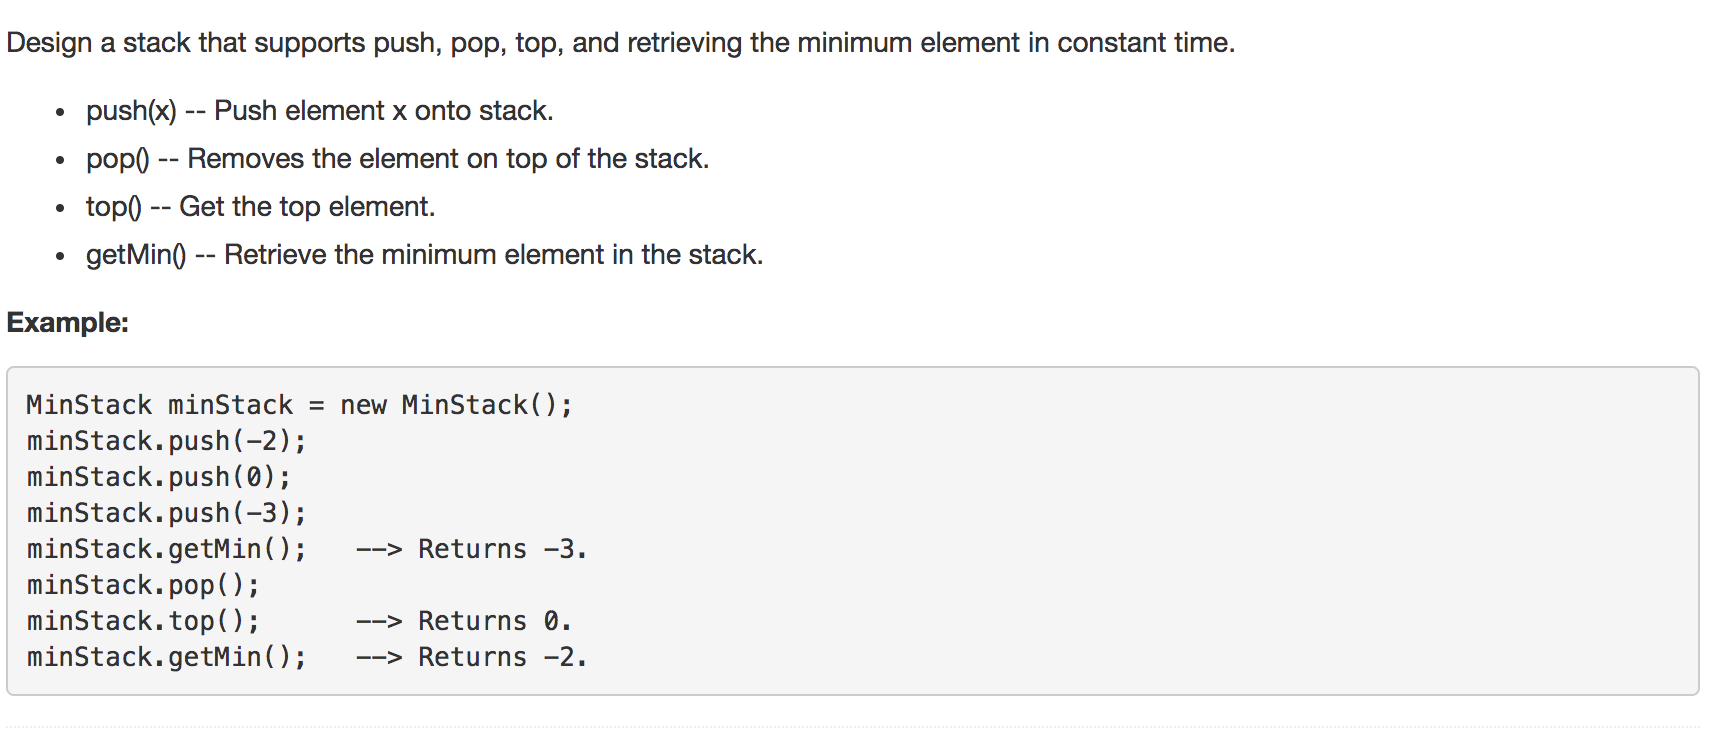 Design a stack that supports push, pop, top, and retrieving the minimum element in constant time.
• push(x) -- Push element x onto stack.
• pop() -- Removes the element on top of the stack.
• top() -- Get the top element.
• getMin() -- Retrieve the minimum element in the stack.
Example:
MinStack minStack = new MinStack();
minStack.push(-2);
minStack.push(0);
minStack.push(-3);
minStack.getMin();   --> Returns -3.
minStack.pop();
minStack.top();      --> Returns 0.
minStack.getMin();   --> Returns -2.